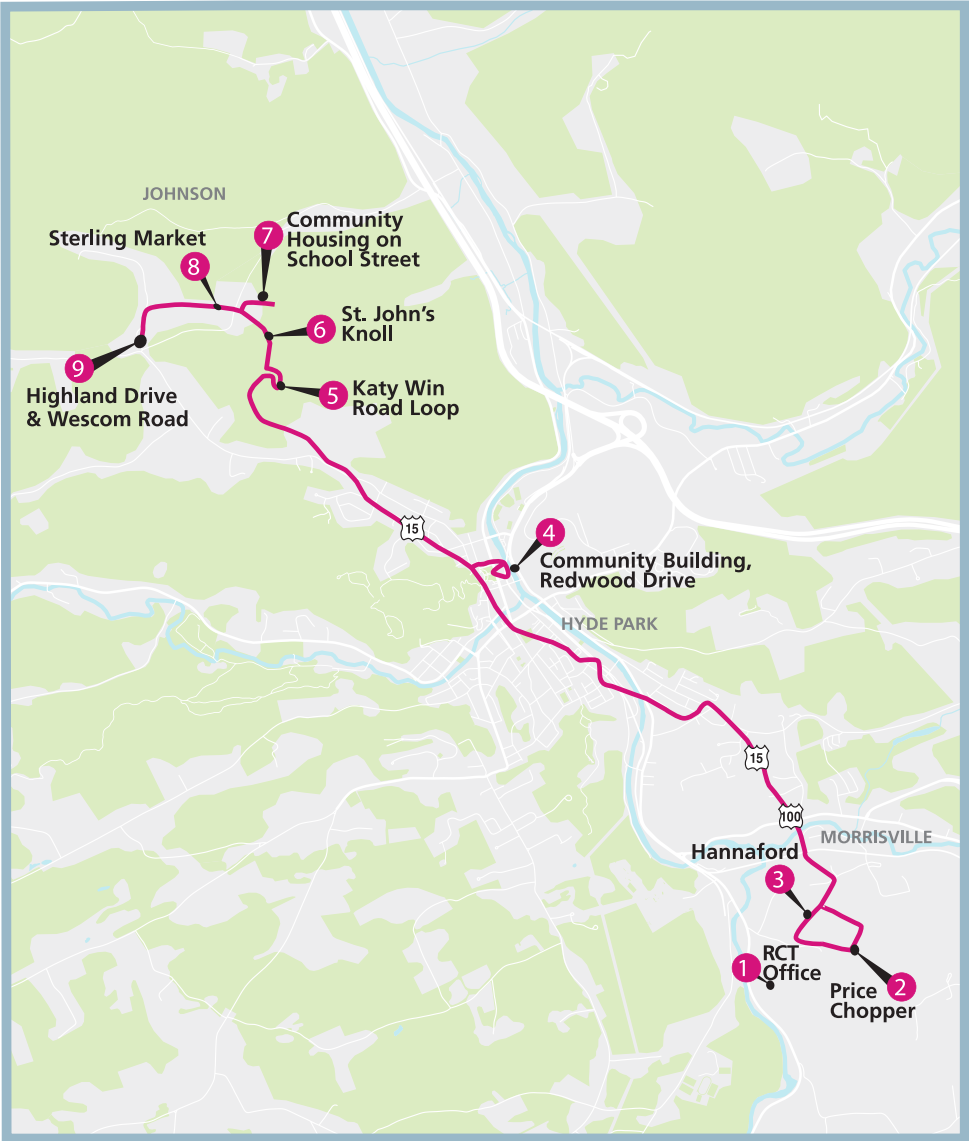 JOHNSON
Sterling Market
8
7
Community
Housing on
School Street
6
St. John’s
Knoll
9
Highland Drive
& Wescom Road
5
Katy Win
Road Loop
15
4
Community Building,
Redwood Drive
HYDE PARK
15
100
MORRISVILLE
Hannaford
3
1
RCT
Office
2
Price
Chopper